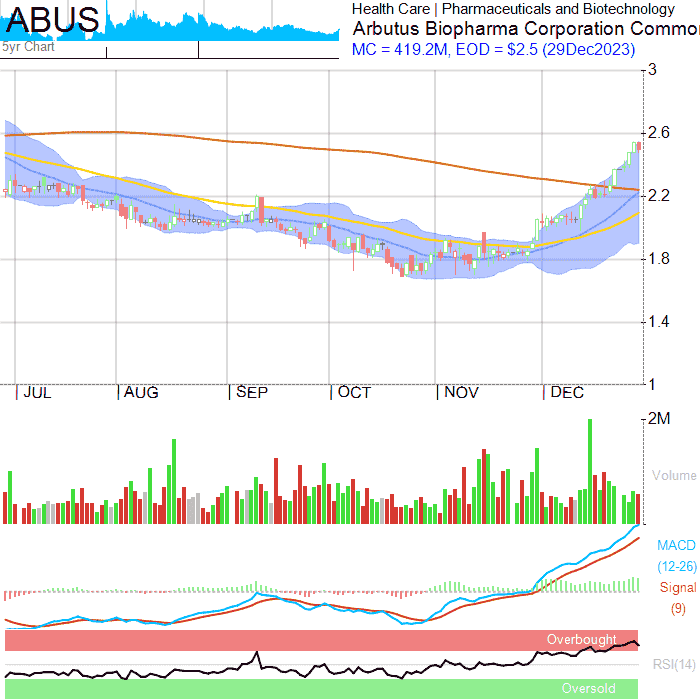 ABUS
5yr Chart
Health Care | Pharmaceuticals and Biotechnology
Arbutus Biopharma Corporation Common
MC = 419.2M, EOD = $2.5 (29Dec2023)
3
2.6
2.2
1.8
1.4
1
JUL AUG SEP OCT NOV DEC
2M
Volume
MACD
(12-26)
Signal
(9)
Overbought
RSI(14)
Oversold